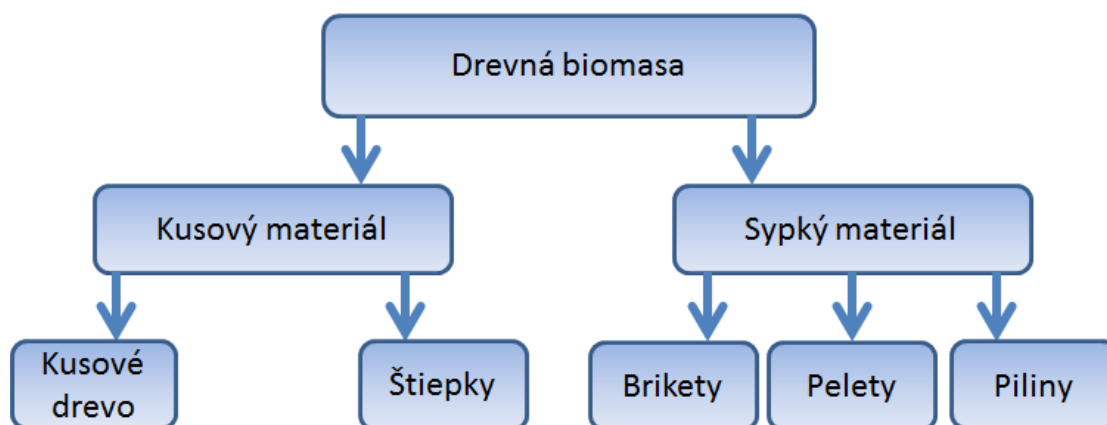 Drevná biomasa
Kusový materiál
Sypký materiál
Kusové
drevo
Štiepky
Brikety
Pelety
Piliny